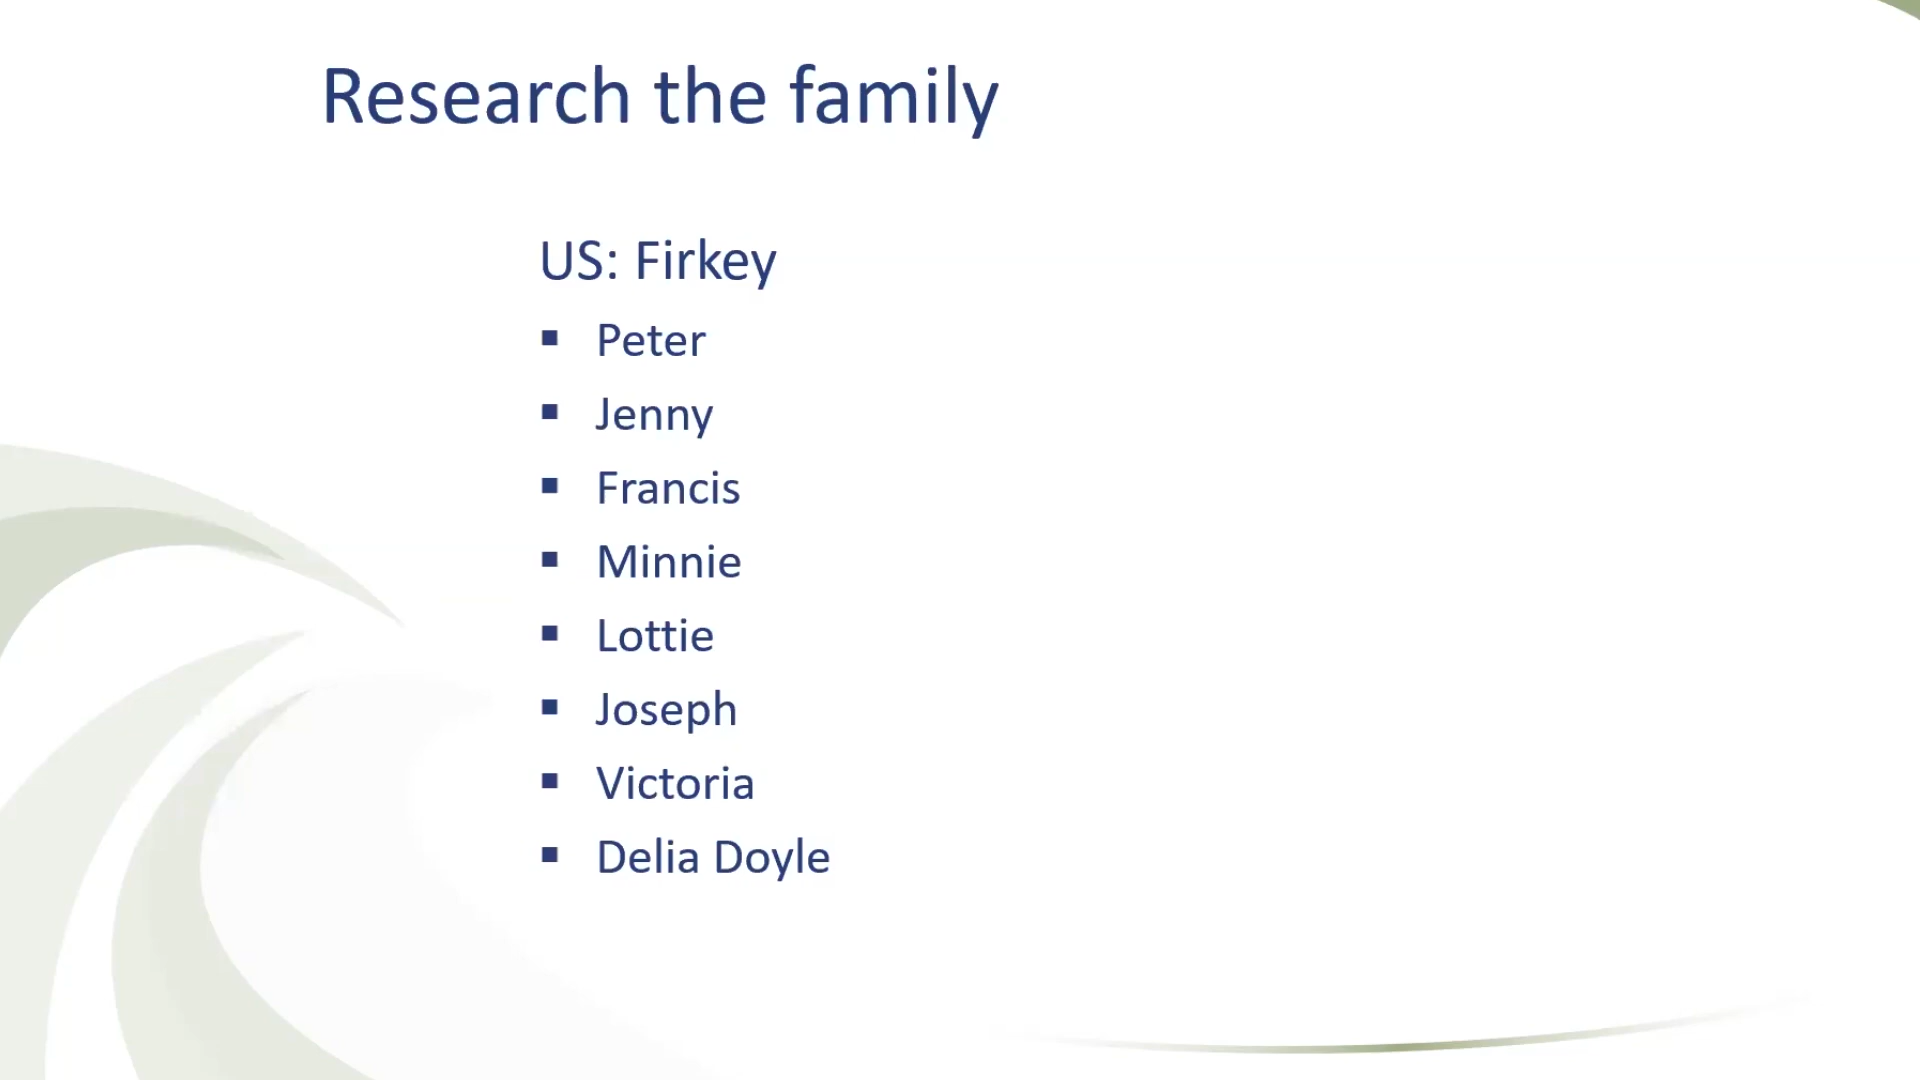 Research the family
US: Firkey
▪ Peter
▪ Jenny
▪ Francis
▪ Minnie
▪ Lottie
▪ Joseph
▪ Victoria
▪ Delia Doyle